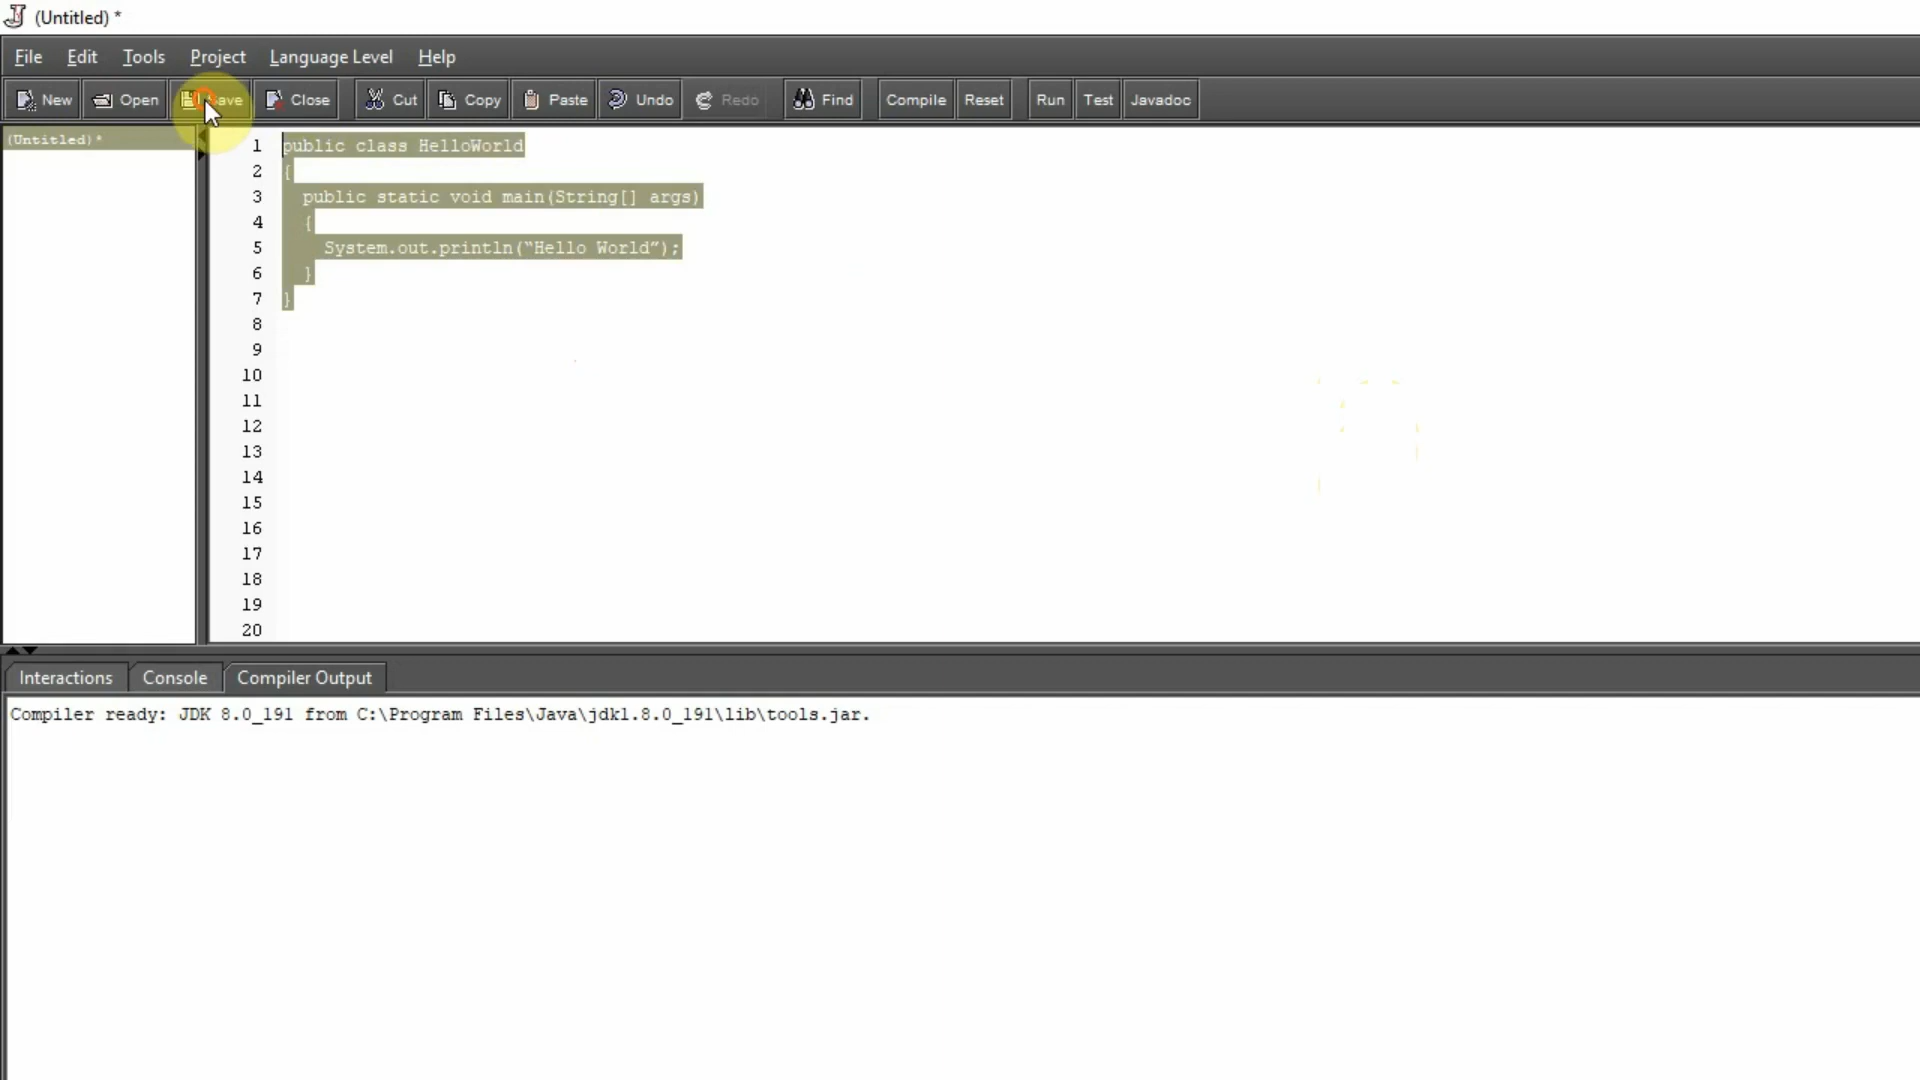 (Untitled) *
File Edit Tools Project Language Level Help
New Open Save Close Cut Copy Paste Undo Redo Find Compile Reset Run Test Javadoc
(Untitled)*
1 public class HelloWorld
2 {
3 public static void main(String[] args)
4 {
5 System.out.println(“Hello World”);
6 }
7 }
8
9
10
11
12
13
14
15
16
17
18
19
20
Interactions Console Compiler Output
Compiler ready: JDK 8.0_191 from C:\Program Files\Java\jdk1.8.0_191\lib\tools.jar.